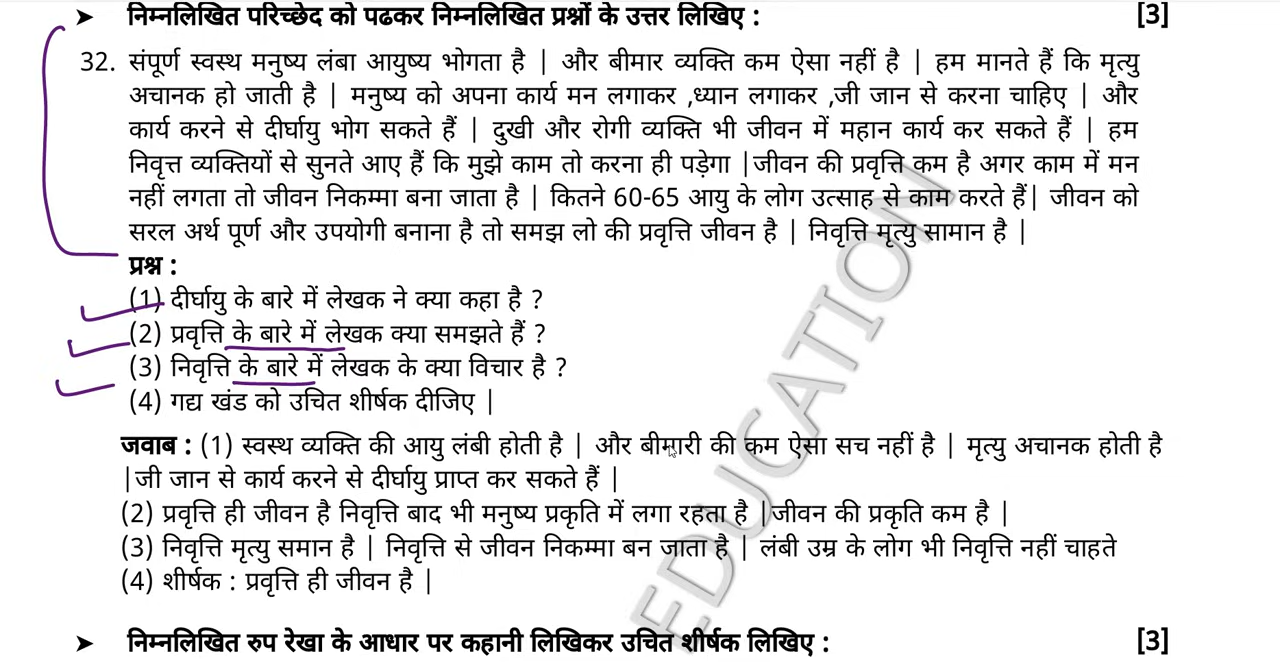 ➤ निम्नलिखित परिच्छेद को पढकर निम्नलिखित प्रश्नों के उत्तर लिखिए : [3]
32. संपूर्ण स्वस्थ मनुष्य लंबा आयुष्य भोगता है | और बीमार व्यक्ति कम ऐसा नहीं है | हम मानते हैं कि मृत्यु
अचानक हो जाती है | मनुष्य को अपना कार्य मन लगाकर ,ध्यान लगाकर ,जी जान से करना चाहिए | और
कार्य करने से दीर्घायु भोग सकते हैं | दुखी और रोगी व्यक्ति भी जीवन में महान कार्य कर सकते हैं | हम
निवृत्त व्यक्तियों से सुनते आए हैं कि मुझे काम तो करना ही पड़ेगा |जीवन की प्रवृत्ति कम है अगर काम में मन
नहीं लगता तो जीवन निकम्मा बना जाता है | कितने 60-65 आयु के लोग उत्साह से काम करते हैं| जीवन को
सरल अर्थ पूर्ण और उपयोगी बनाना है तो समझ लो की प्रवृत्ति जीवन है | निवृत्ति मृत्यु सामान है |
प्रश्न :
(1) दीर्घायु के बारे में लेखक ने क्या कहा है ?
(2) प्रवृत्ति के बारे में लेखक क्या समझते हैं ?
(3) निवृत्ति के बारे में लेखक के क्या विचार है ?
(4) गद्य खंड को उचित शीर्षक दीजिए |
जवाब : (1) स्वस्थ व्यक्ति की आयु लंबी होती है | और बीमारी की कम ऐसा सच नहीं है | मृत्यु अचानक होती है
|जी जान से कार्य करने से दीर्घायु प्राप्त कर सकते हैं |
(2) प्रवृत्ति ही जीवन है निवृत्ति बाद भी मनुष्य प्रकृति में लगा रहता है |जीवन की प्रकृति कम है |
(3) निवृत्ति मृत्यु समान है | निवृत्ति से जीवन निकम्मा बन जाता है | लंबी उम्र के लोग भी निवृत्ति नहीं चाहते
(4) शीर्षक : प्रवृत्ति ही जीवन है |
➤ निम्नलिखित रुप रेखा के आधार पर कहानी लिखिकर उचित शीर्षक लिखिए : [3]
EDUCATION